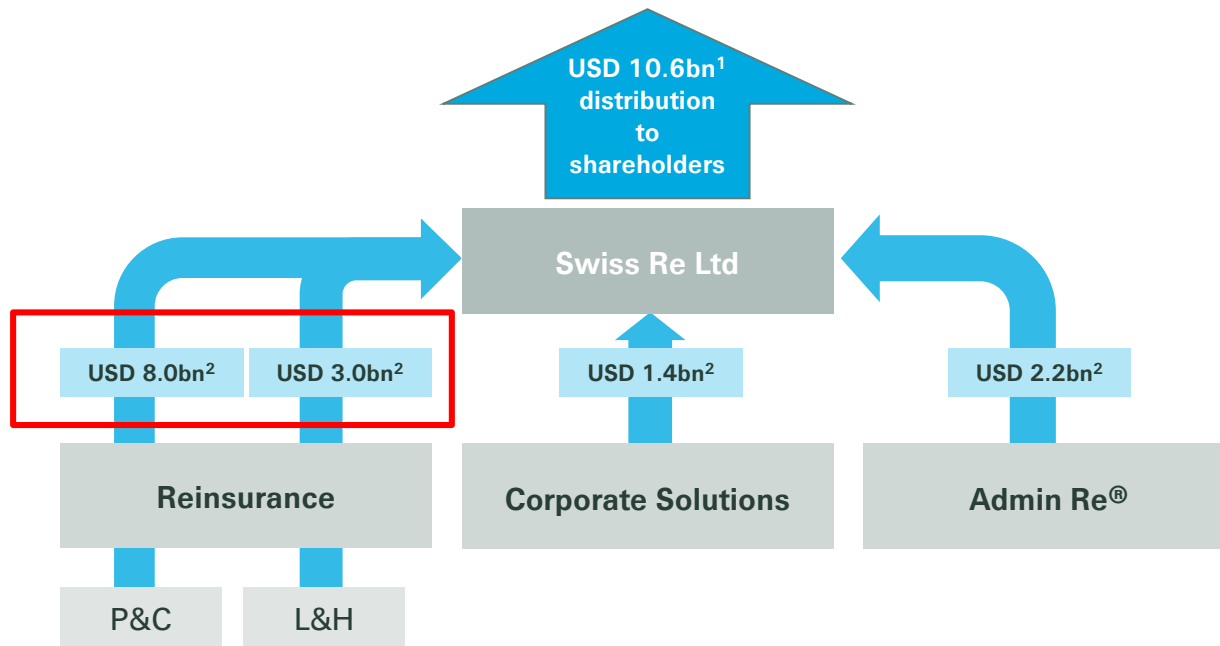 USD 10.6bn¹
distribution
to
shareholders
Swiss Re Ltd
USD 8.0bn²
USD 3.0bn²
USD 1.4bn²
USD 2.2bn²
Reinsurance
Corporate Solutions
Admin Re®
P&C
L&H